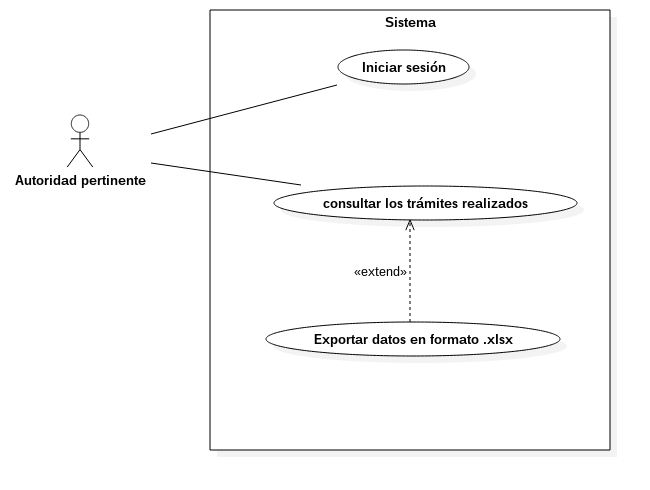 Sistema
Iniciar sesión
Autoridad pertinente
consultar los trámites realizados
«extend»
Exportar datos en formato .xlsx